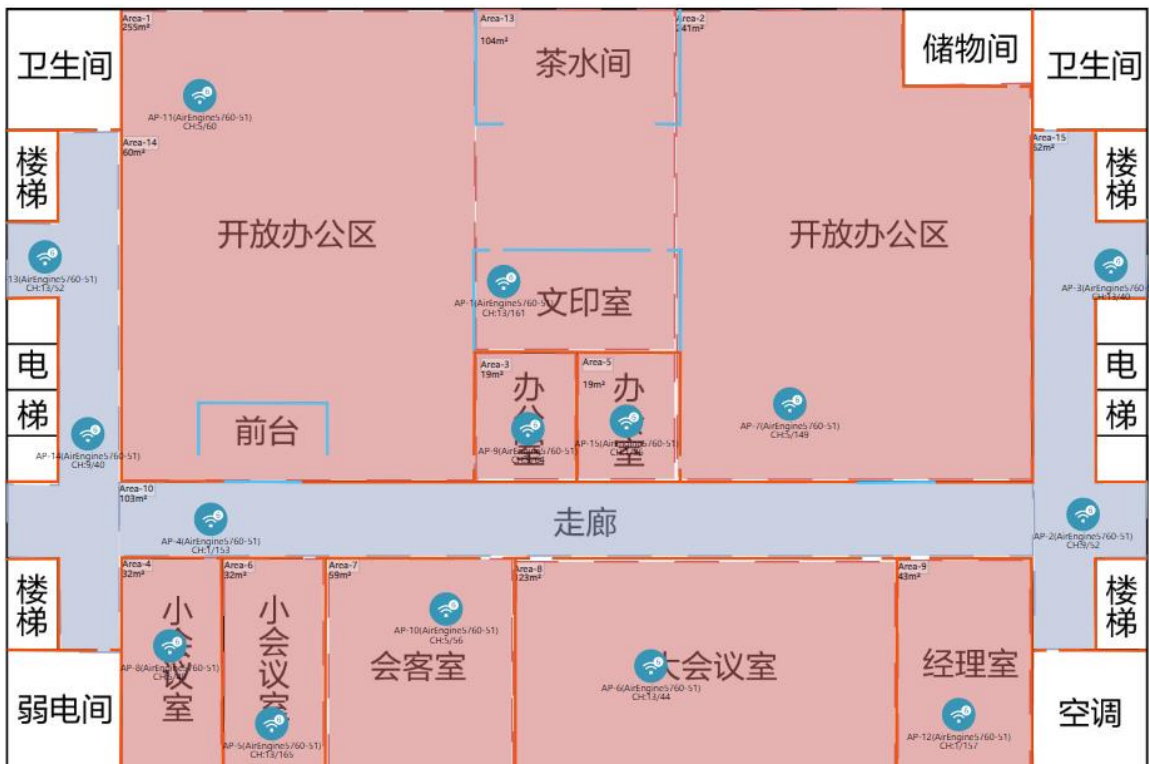 Area-1
255m²
Area-13
104m²
Area-2
241m²
卫生间
茶水间
储物间
卫生间
AP-11(AirEngine5760-51)
CH:5/60
Area-14
60m²
Area-15
52m²
楼梯
楼梯
开放办公区
开放办公区
-13(AirEngine5760-51)
CH:13/52
AP-1(AirEngine5760-51)
CH:13/161
文印室
AP-3(AirEngine5760-
CH:13/40
电梯
Area-3
19m²
办公室
AP-9(AirEngine5760-51)
Area-5
19m²
办公室
AP-15(AirEngine5760-51)
AP-7(AirEngine5760-51)
CH:5/149
电梯
前台
AP-14(AirEngine5760-51)
CH:9/40
Area-10
103m²
AP-4(AirEngine5760-51)
CH:1/153
走廊
AP-2(AirEngine5760-51)
CH:9/52
楼梯
Area-4
32m²
小会议室
AP-8(AirEngine5760-51)
Area-6
32m²
小会议室
AP-5(AirEngine5760-51)
CH:13/165
Area-7
59m²
AP-10(AirEngine5760-51)
CH:5/56
会客室
Area-8
123m²
大会议室
AP-6(AirEngine5760-51)
CH:13/44
Area-9
43m²
经理室
AP-12(AirEngine5760-51)
CH:1/157
楼梯
弱电间
空调